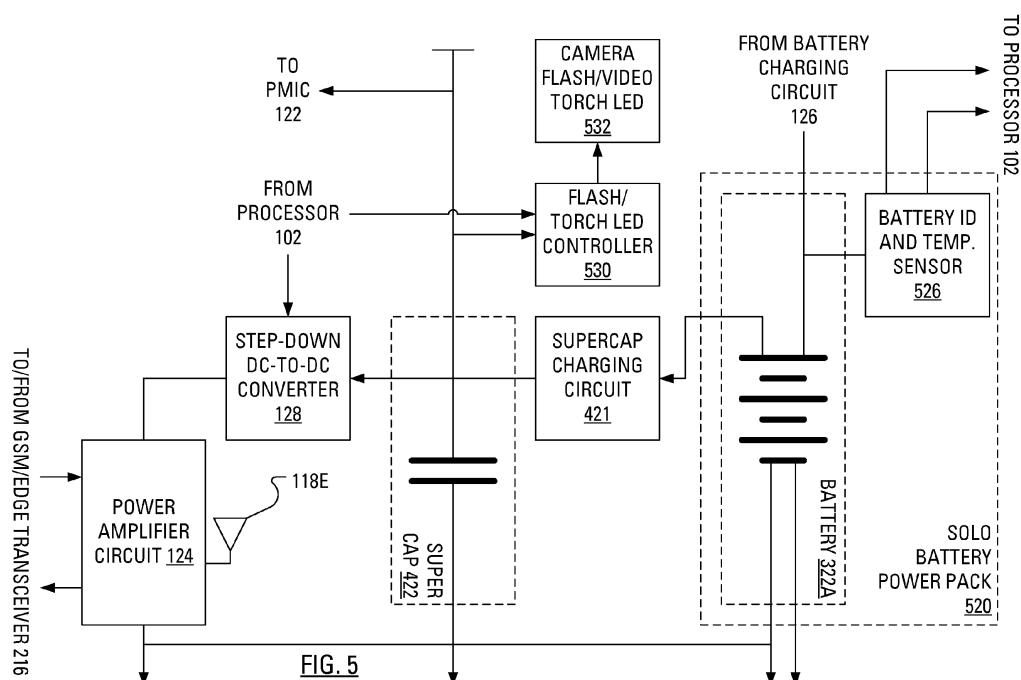 TO
PMIC
122
CAMERA
FLASH/VIDEO
TORCH LED
532
FROM BATTERY
CHARGING
CIRCUIT
126
TO PROCESSOR 102
FROM
PROCESSOR
102
FLASH/
TORCH LED
CONTROLLER
530
BATTERY ID
AND TEMP.
SENSOR
526
STEP-DOWN
DC-TO-DC
CONVERTER
128
SUPERCAP
CHARGING
CIRCUIT
421
TO/FROM GSM/EDGE TRANSCEIVER 216
118E
POWER
AMPLIFIER
CIRCUIT 124
SUPER
CAP 422
BATTERY 322A
SOLO
BATTERY
POWER PACK
520
FIG. 5